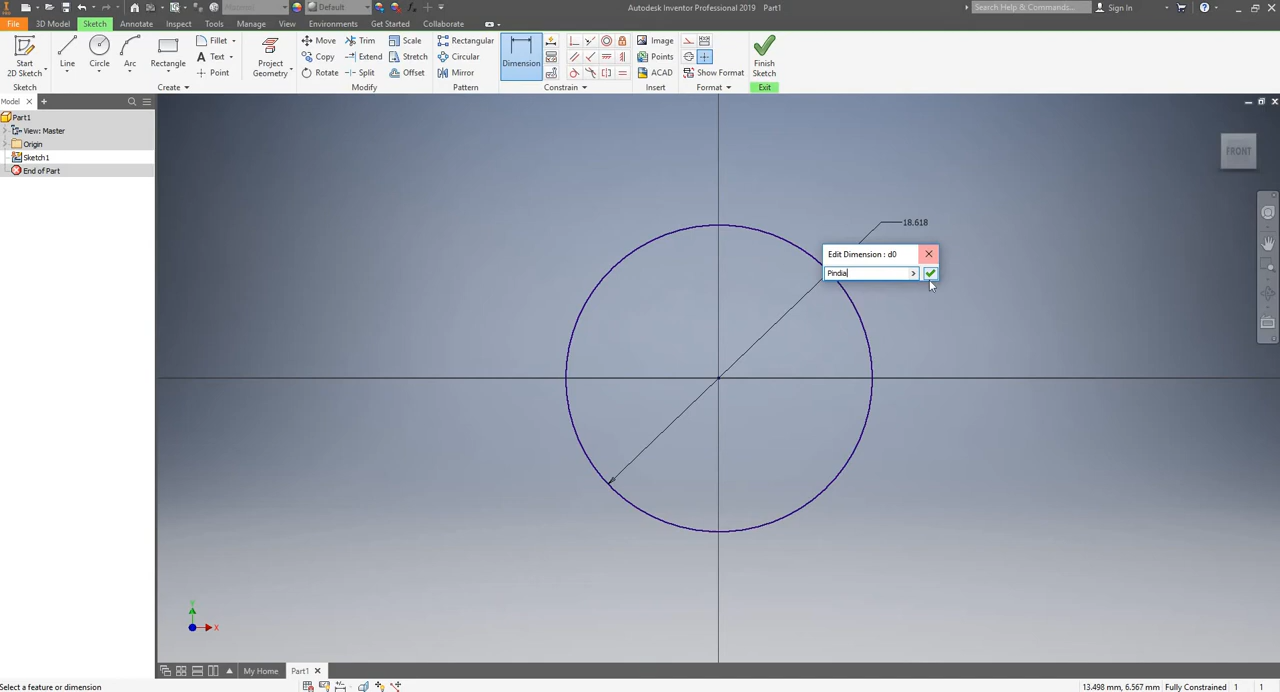 Material Default Autodesk Inventor Professional 2019 Part1 Search Help & Commands... Sign In
File 3D Model Sketch Annotate Inspect Tools Manage View Environments Get Started Collaborate
Start 2D Sketch Line Circle Arc Rectangle Fillet Text Point Project Geometry
Move Copy Rotate Trim Extend Split Scale Stretch Offset
Rectangular Circular Mirror Dimension Image Points ACAD Show Format Finish Sketch
Sketch Create Modify Pattern Constrain Insert Format Exit
Model
Part1
View: Master
Origin
Sketch1
End of Part
FRONT
18.618
Edit Dimension : d0
Pindia
Y
X
My Home Part1
Select a feature or dimension 13.498 mm, 6.567 mm Fully Constrained 1 1